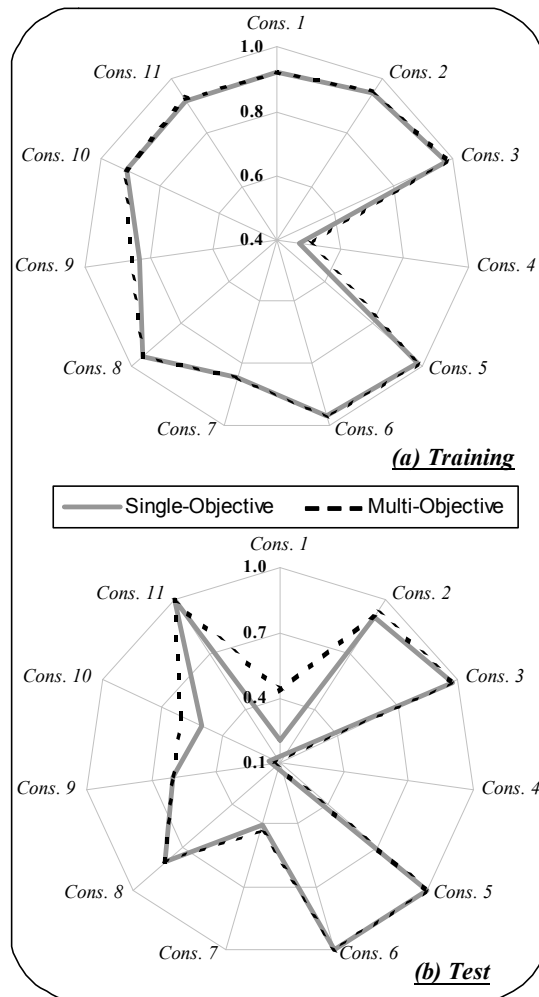 Cons. 1
1.0
Cons. 11
Cons. 2
0.8
Cons. 10
Cons. 3
0.6
0.4
Cons. 9
Cons. 4
Cons. 8
Cons. 5
Cons. 7
Cons. 6
(a) Training
Single-Objective
Multi-Objective
Cons. 1
1.0
Cons. 11
Cons. 2
0.7
Cons. 10
Cons. 3
0.4
0.1
Cons. 9
Cons. 4
Cons. 8
Cons. 5
Cons. 7
Cons. 6
(b) Test